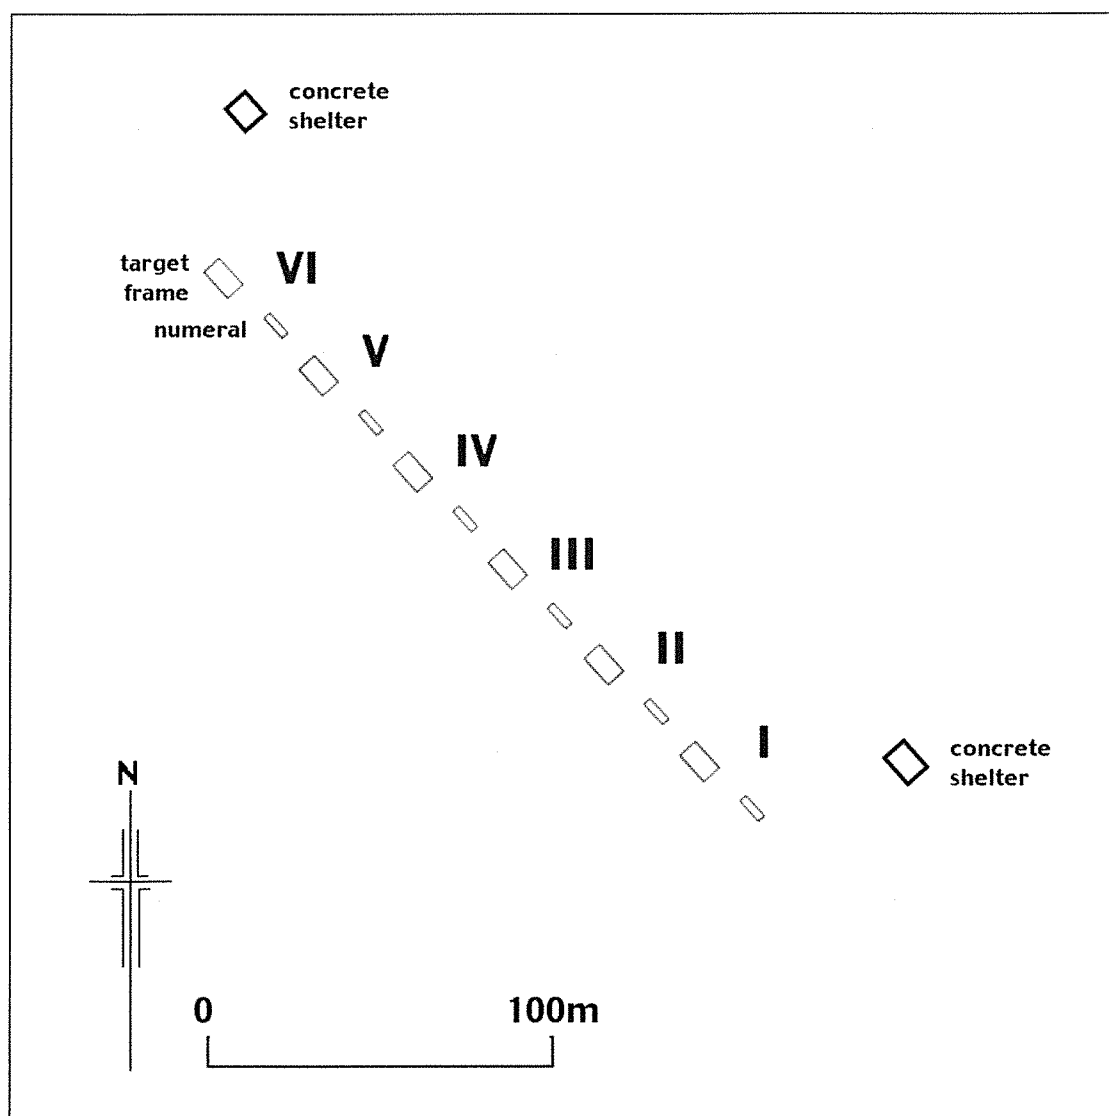 concrete
shelter
VI
target
frame
numeral
V
IV
III
II
I
concrete
shelter
N
0
100m